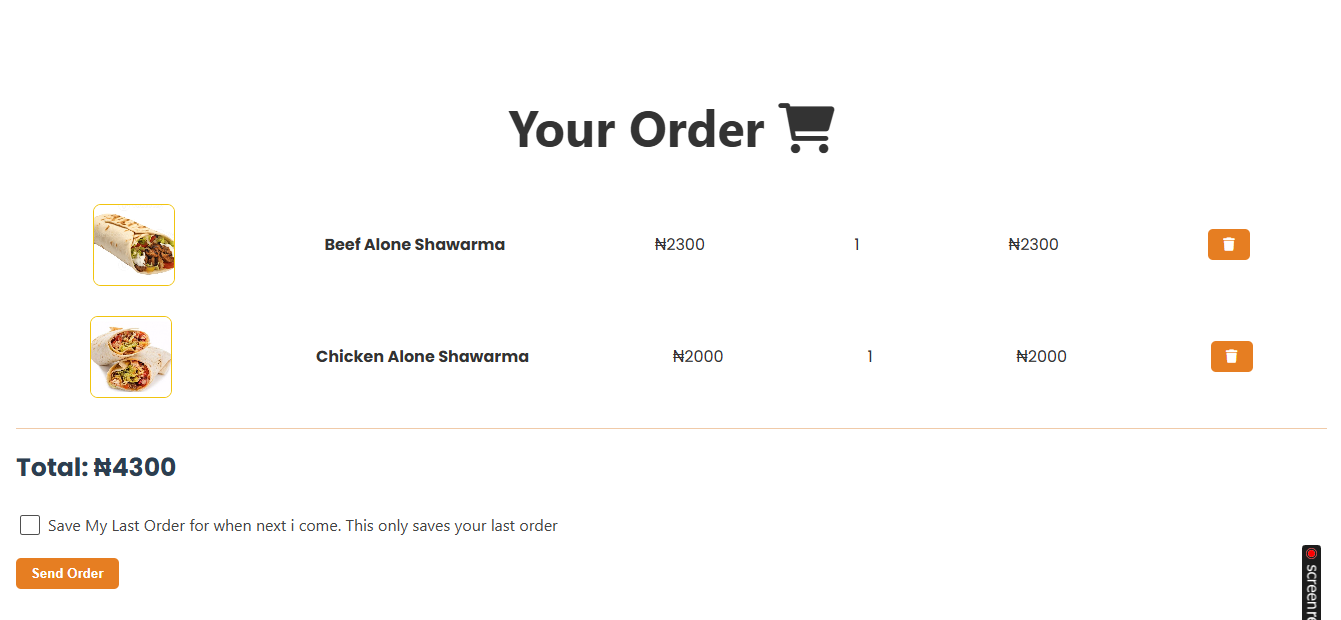 Your Order
Beef Alone Shawarma ₦2300 1 ₦2300
Chicken Alone Shawarma ₦2000 1 ₦2000
Total: ₦4300
Save My Last Order for when next i come. This only saves your last order
Send Order